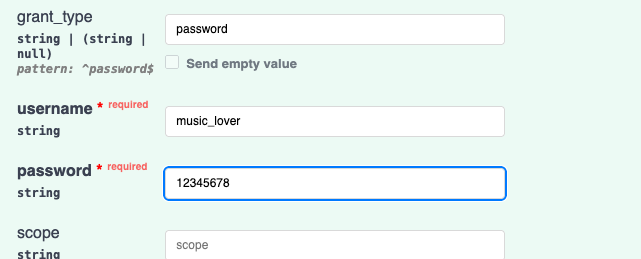 grant_type
string | (string |
null)
pattern: ^password$
password
Send empty value
username * required
string
music_lover
password * required
string
12345678
scope
string
scope